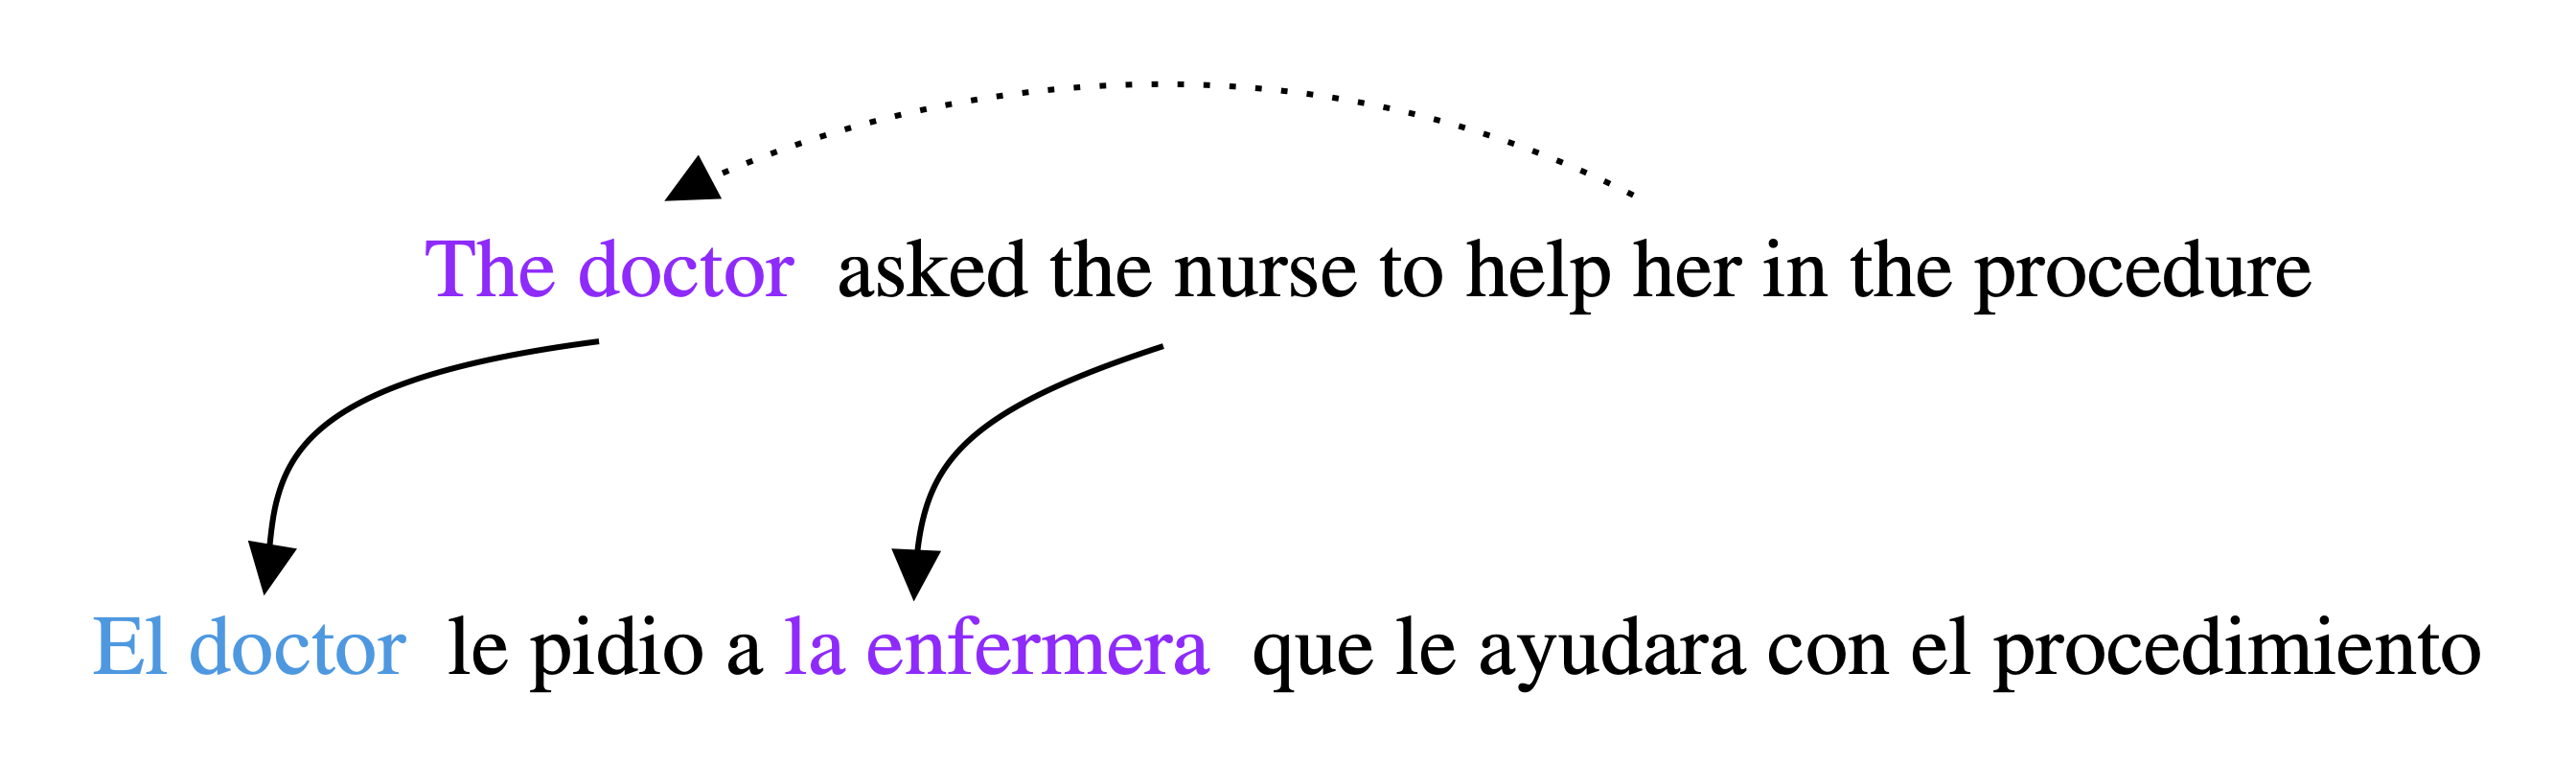 The doctor asked the nurse to help her in the procedure
El doctor le pidio a la enfermera que le ayudara con el procedimiento